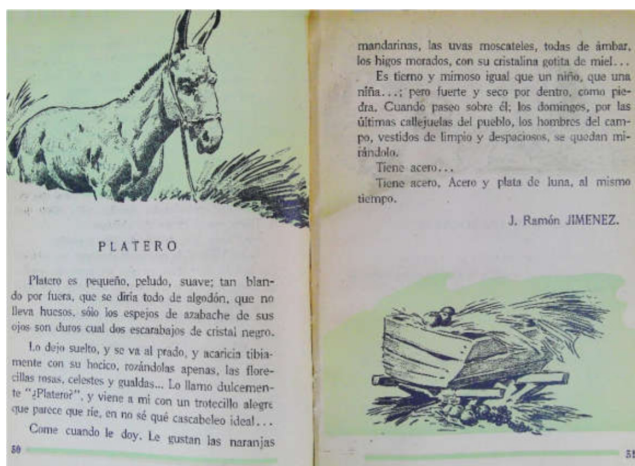 PLATERO
Platero es pequeño, peludo, suave; tan blan-
do por fuera, que se diría todo de algodón, que no
lleva huesos, sólo los espejos de azabache de sus
ojos son duros cual dos escarabajos de cristal negro.
Lo dejo suelto, y se va al prado, y acaricia tibia-
mente con su hocico, rozándolas apenas, las flore-
cillas rosas, celestes y gualdas... Lo llamo dulcemen-
te "¿Platero?", y viene a mí con un trotecillo alegre
que parece que ríe, en no sé qué cascabeleo ideal...
Come cuando le doy. Le gustan las naranjas
50
mandarinas, las uvas moscateles, todas de ámbar,
los higos morados, con su cristalina gotita de miel...
Es tierno y mimoso igual que un niño, que una
niña...; pero fuerte y seco por dentro, como pie-
dra. Cuando paseo sobre él; los domingos, por las
últimas callejuelas del pueblo, los hombres del cam-
po, vestidos de limpio y despaciosos, se quedan mi-
rándolo.
Tiene acero...
Tiene acero. Acero y plata de luna, al mismo
tiempo.
J. Ramón JIMENEZ.